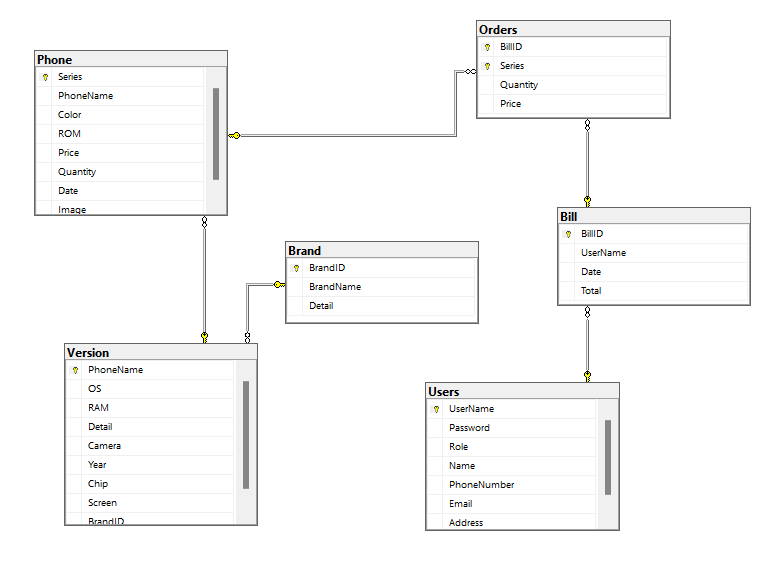 Phone
Series
PhoneName
Color
ROM
Price
Quantity
Date
Image
Orders
BillID
Series
Quantity
Price
Brand
BrandID
BrandName
Detail
Bill
BillID
UserName
Date
Total
Version
PhoneName
OS
RAM
Detail
Camera
Year
Chip
Screen
BrandID
Users
UserName
Password
Role
Name
PhoneNumber
Email
Address